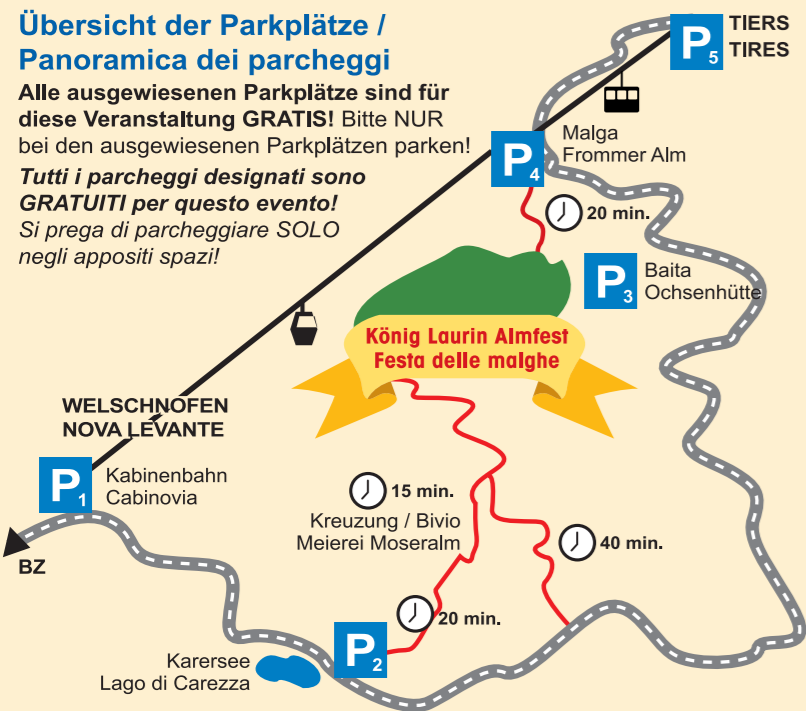 Übersicht der Parkplätze /
Panoramica dei parcheggi
Alle ausgewiesenen Parkplätze sind für
diese Veranstaltung GRATIS! Bitte NUR
bei den ausgewiesenen Parkplätzen parken!
Tutti i parcheggi designati sono
GRATUITI per questo evento!
Si prega di parcheggiare SOLO
negli appositi spazi!
P5
TIERS
TIRES
P4
Malga
Frommer Alm
20 min.
P3
Baita
Ochsenhütte
König Laurin Almfest
Festa delle malghe
WELSCHNOFEN
NOVA LEVANTE
P1
Kabinenbahn
Cabinovia
BZ
15 min.
Kreuzung / Bivio
Meierei Moseralm
40 min.
20 min.
P2
Karersee
Lago di Carezza